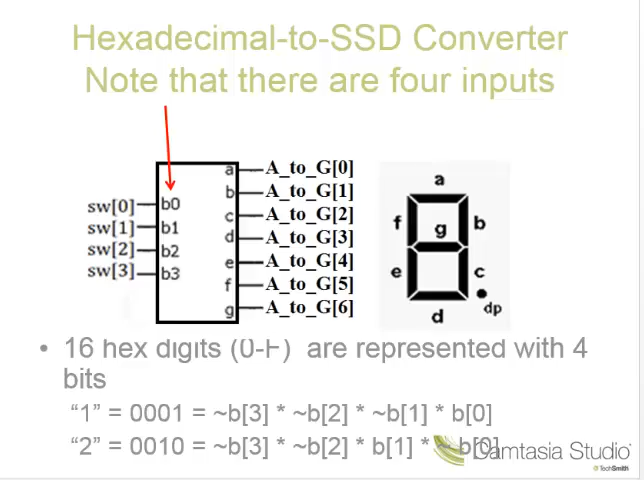 Hexadecimal-to-SSD Converter
Note that there are four inputs
sw[0]
sw[1]
sw[2]
sw[3]
b0
b1
b2
b3
a
b
c
d
e
f
g
A_to_G[0]
A_to_G[1]
A_to_G[2]
A_to_G[3]
A_to_G[4]
A_to_G[5]
A_to_G[6]
a
f
b
g
e
c
d
dp
• 16 hex digits (0-F) are represented with 4
bits
“1” = 0001 = ~b[3] * ~b[2] * ~b[1] * b[0]
“2” = 0010 = ~b[3] * ~b[2] * b[1] * ~ b[0]
Camtasia Studio
TechSmith